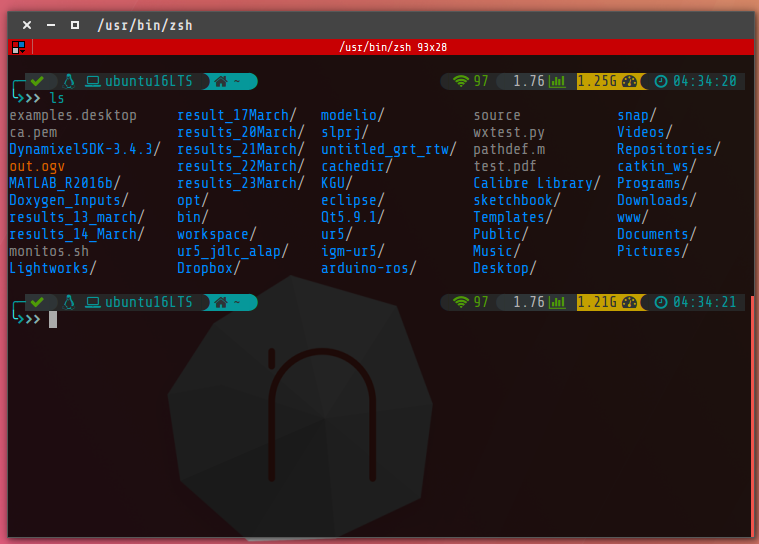 /usr/bin/zsh
/usr/bin/zsh 93x28
ubuntu16LTS ~ 97 1.76 1.25G 04:34:20
ls
examples.desktop result_17March/ modelio/ source snap/
ca.pem results_20March/ slprj/ wxtest.py Videos/
DynamixelSDK-3.4.3/ results_21March/ untitled_grt_rtw/ pathdef.m Repositories/
out.ogv results_22March/ cachedir/ test.pdf catkin_ws/
MATLAB_R2016b/ results_23March/ KGU/ Calibre Library/ Programs/
Doxygen_Inputs/ opt/ eclipse/ sketchbook/ Downloads/
results_13_march/ bin/ Qt5.9.1/ Templates/ www/
results_14_March/ workspace/ ur5/ Public/ Documents/
monitos.sh ur5_jdlc_alap/ igm-ur5/ Music/ Pictures/
Lightworks/ Dropbox/ arduino-ros/ Desktop/
ubuntu16LTS ~ 97 1.76 1.21G 04:34:21